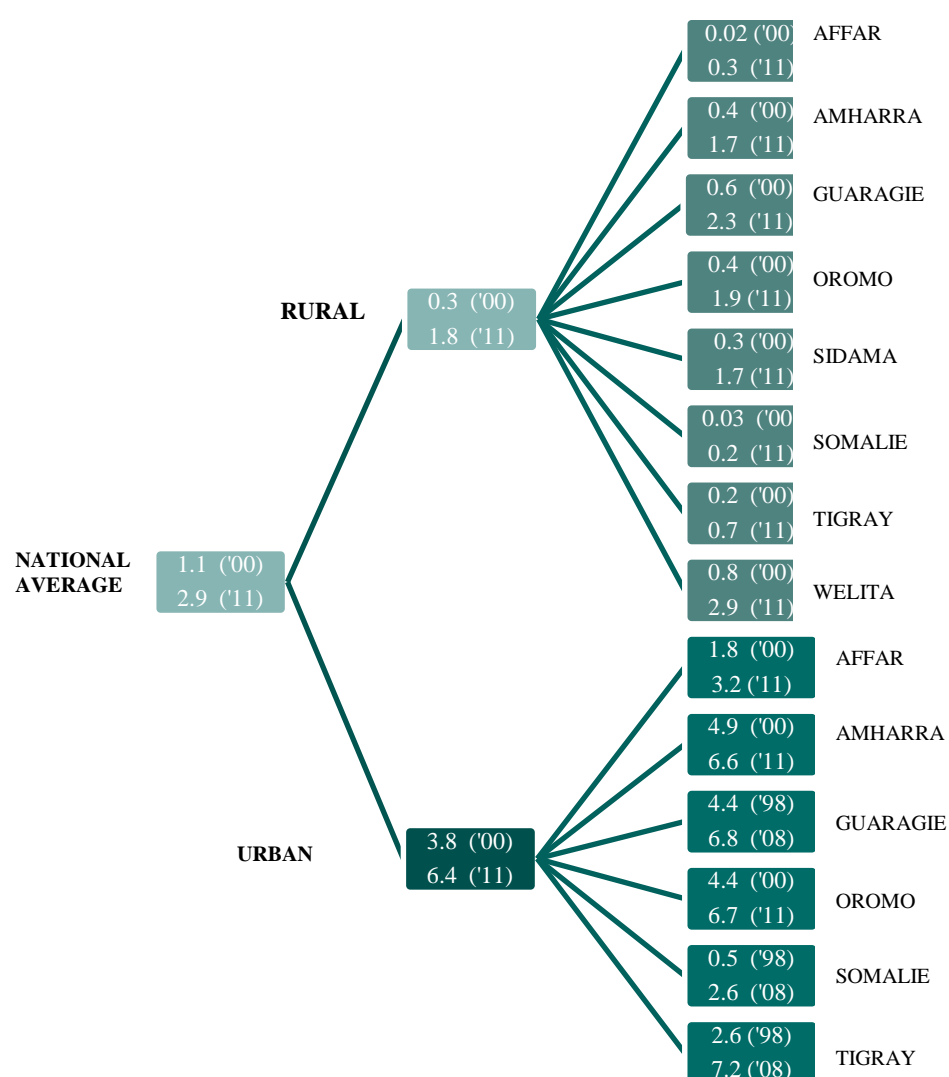 0.02 ('00)
0.3 ('11)
AFFAR
0.4 ('00)
1.7 ('11)
AMHARRA
0.6 ('00)
2.3 ('11)
GUARAGIE
0.4 ('00)
1.9 ('11)
OROMO
RURAL
0.3 ('00)
1.8 ('11)
0.3 ('00)
1.7 ('11)
SIDAMA
0.03 ('00
0.2 ('11)
SOMALIE
0.2 ('00)
0.7 ('11)
TIGRAY
NATIONAL
AVERAGE
1.1 ('00)
2.9 ('11)
0.8 ('00)
2.9 ('11)
WELITA
1.8 ('00)
3.2 ('11)
AFFAR
4.9 ('00)
6.6 ('11)
AMHARRA
4.4 ('98)
6.8 ('08)
GUARAGIE
URBAN
3.8 ('00)
6.4 ('11)
4.4 ('00)
6.7 ('11)
OROMO
0.5 ('98)
2.6 ('08)
SOMALIE
2.6 ('98)
7.2 ('08)
TIGRAY